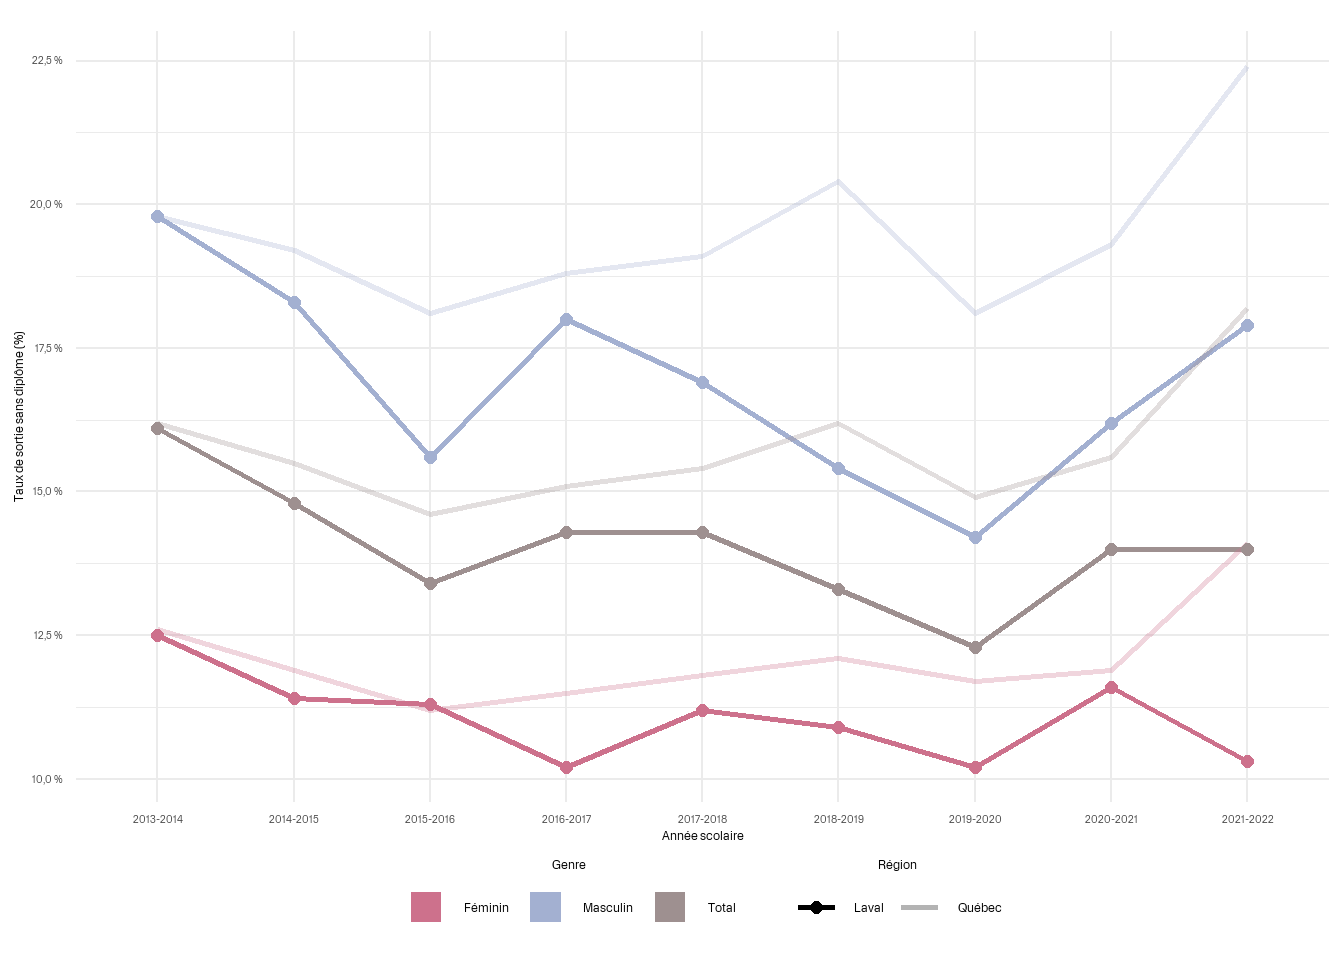 22,5 %
20,0 %
17,5 %
15,0 %
12,5 %
10,0 %
Taux de sortie sans diplôme (%)
2013-2014 2014-2015 2015-2016 2016-2017 2017-2018 2018-2019 2019-2020 2020-2021 2021-2022
Année scolaire
Genre Région
Féminin Masculin Total Laval Québec